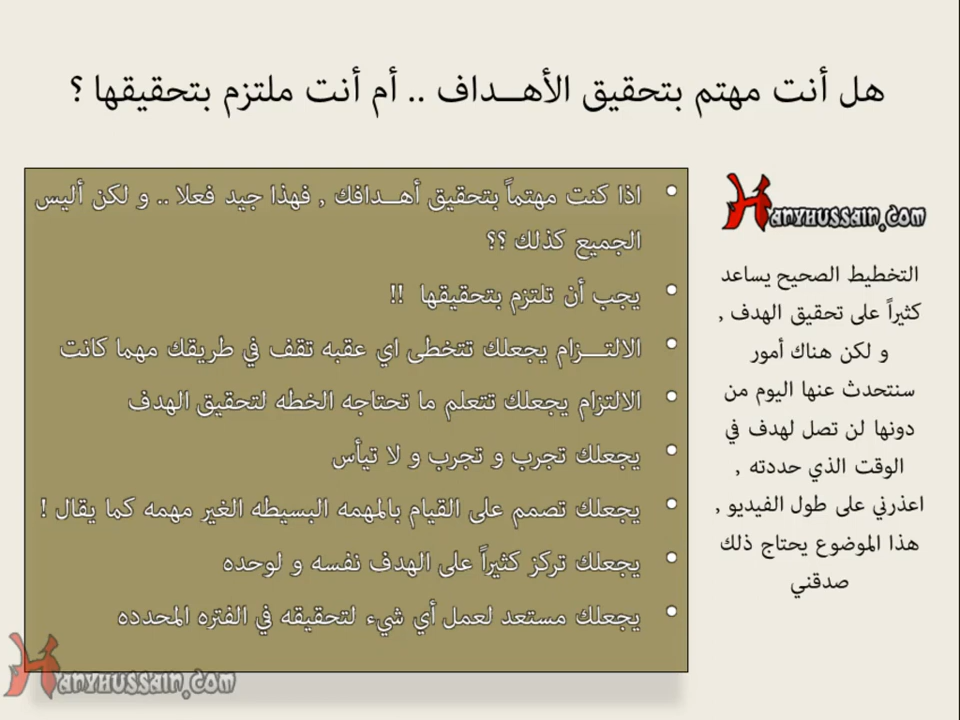 هل أنت مهتم بتحقيق الأهـــداف .. أم أنت ملتزم بتحقيقها ؟
اذا كنت مهتماً بتحقيق أهـــدافك , فهذا جيد فعلا .. و لكن أليس
الجميع كذلك ؟؟
يجب أن تلتزم بتحقيقها !!
الالتـــزام يجعلك تتخطى اي عقبه تقف في طريقك مهما كانت
الالتزام يجعلك تتعلم ما تحتاجه الخطه لتحقيق الهدف
يجعلك تجرب و تجرب و لا تيأس
يجعلك تصمم على القيام بالمهمه البسيطه الغير مهمه كما يقال !
يجعلك تركز كثيراً على الهدف نفسه و لوحده
يجعلك مستعد لعمل أي شيء لتحقيقه في الفتره المحدده
Hanyhussain.com
التخطيط الصحيح يساعد
كثيراً على تحقيق الهدف ,
و لكن هناك أمور
سنتحدث عنها اليوم من
دونها لن تصل لهدف في
الوقت الذي حددته ,
اعذرني على طول الفيديو ,
هذا الموضوع يحتاج ذلك
صدقني
Hanyhussain.com